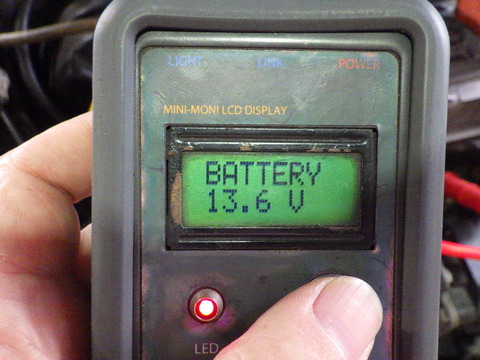 LIGHT LINK POWER
MINI-MONI LCD DISPLAY
BATTERY
13.6 V
LED